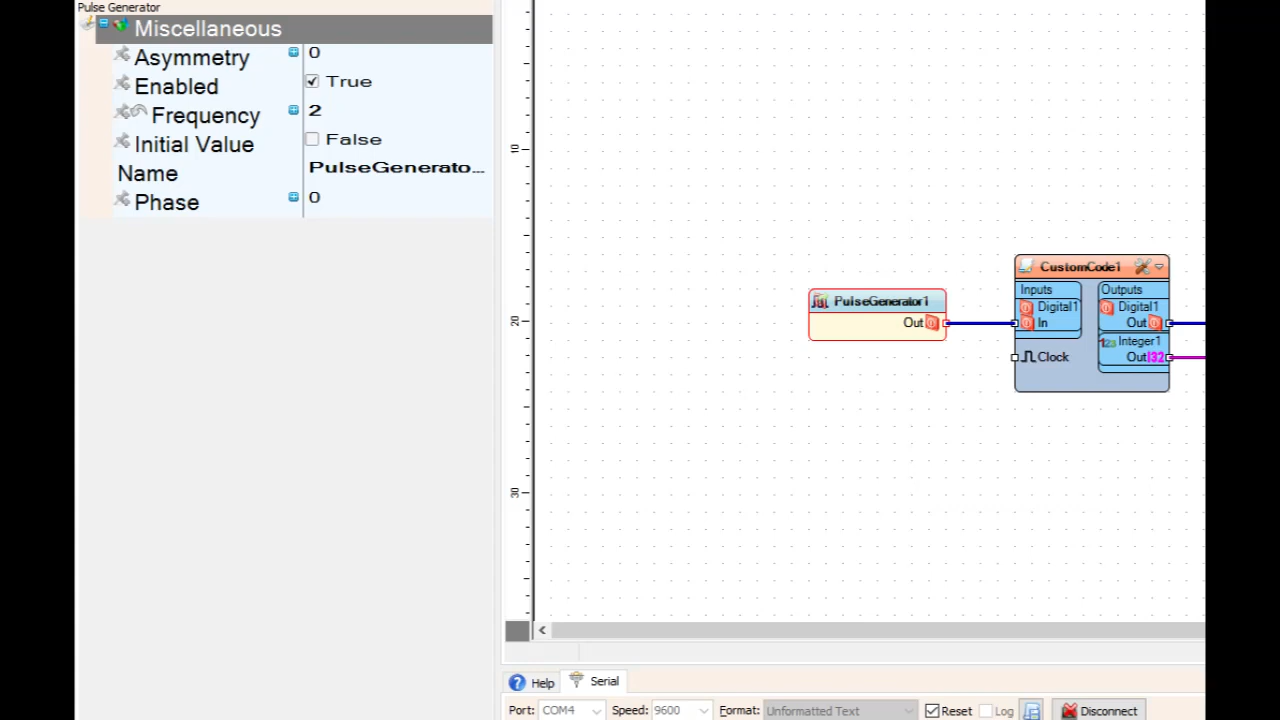 Pulse Generator
Miscellaneous
Asymmetry 0
Enabled True
Frequency 2
Initial Value False
Name PulseGenerato...
Phase 0
10
20
30
PulseGenerator1
Out
CustomCode1
Inputs
Digital1
In
Clock
Outputs
Digital1
Out
123 Integer1
Out I32
Help Serial
Port: COM4 Speed: 9600 Format: Unformatted Text Reset Log Disconnect